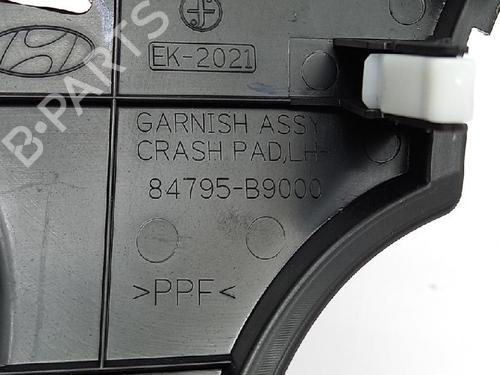 EK-2021
B-PARTS
GARNISH ASSY
CRASH PAD,LH-
84795-B9000
>PPF<